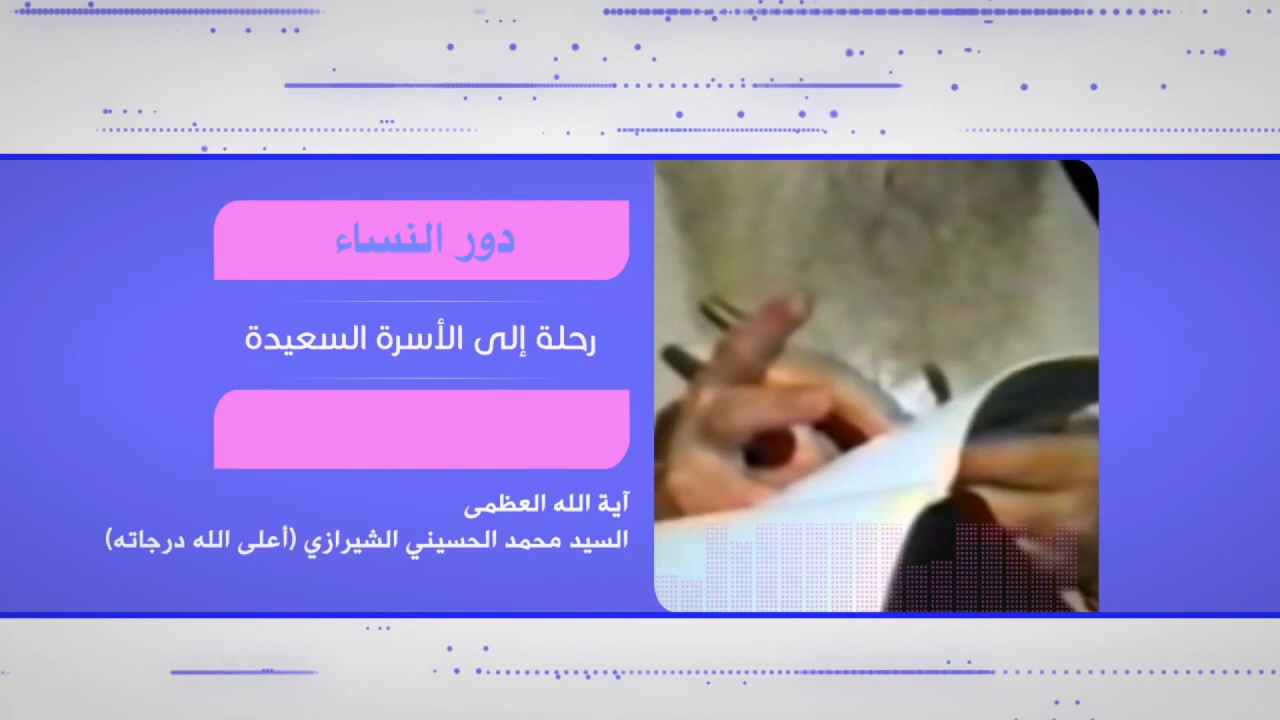 دور النساء
رحلة إلى الأسرة السعيدة
آية الله العظمى
السيد محمد الحسيني الشيرازي (أعلى الله درجاته)